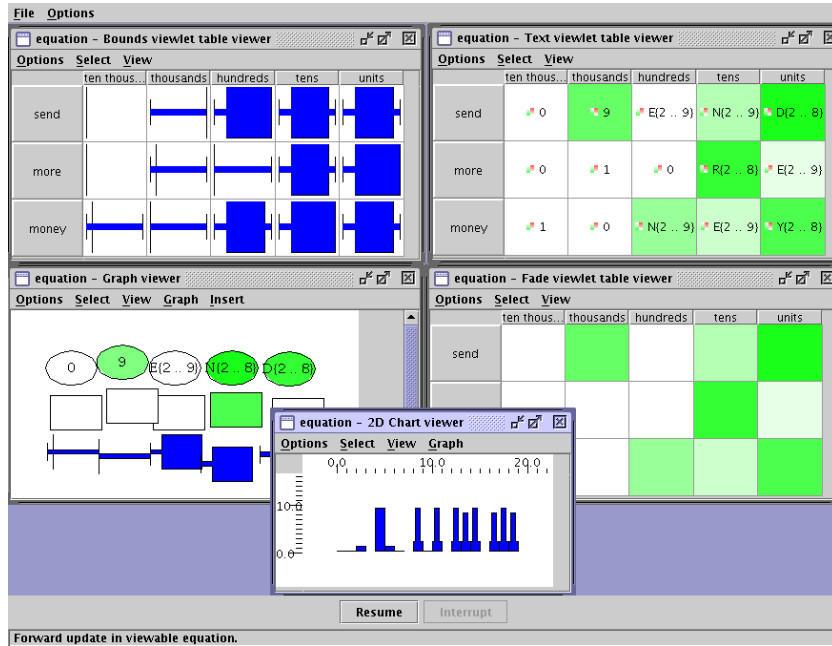 File Options
equation – Bounds viewlet table viewer
Options Select View
ten thous... thousands hundreds tens units
send
more
money
equation – Text viewlet table viewer
Options Select View
ten thous... thousands hundreds tens units
send 0 9 E{2 .. 9} N{2 .. 9} D{2 .. 8}
more 0 1 0 R{2 .. 8} E{2 .. 9}
money 1 0 N{2 .. 9} E{2 .. 9} Y{2 .. 8}
equation – Graph viewer
Options Select View Graph Insert
0 9 E{2 .. 9} N{2 .. 8} D{2 .. 8}
equation – Fade viewlet table viewer
Options Select View
ten thous... thousands hundreds tens units
send
equation – 2D Chart viewer
Options Select View Graph
0,0 10.0 20.0
10.0
0.0
Resume Interrupt
Forward update in viewable equation.